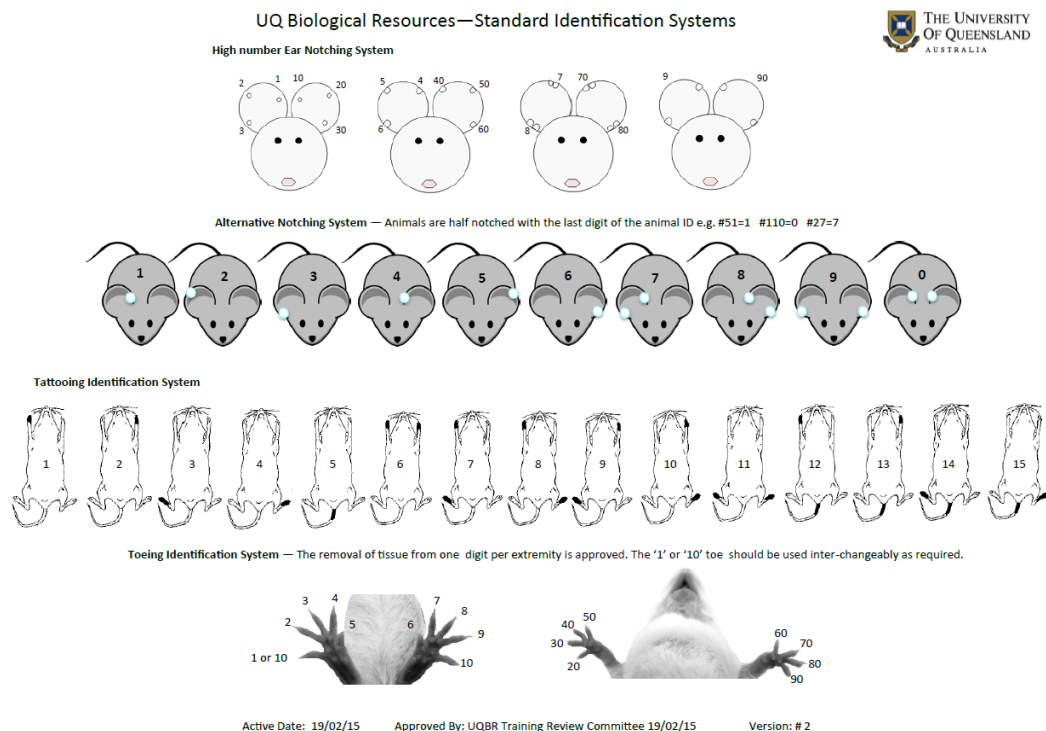 UQ Biological Resources—Standard Identification Systems
THE UNIVERSITY
OF QUEENSLAND
AUSTRALIA
High number Ear Notching System
2 1 10 20 3 30
5 4 40 50 6 60
7 70 8 80
9 90
Alternative Notching System — Animals are half notched with the last digit of the animal ID e.g. #51=1 #110=0 #27=7
1 2 3 4 5 6 7 8 9 0
Tattooing Identification System
1 2 3 4 5 6 7 8 9 10 11 12 13 14 15
Toeing Identification System — The removal of tissue from one digit per extremity is approved. The ‘1’ or ‘10’ toe should be used inter-changeably as required.
3 4 2 5 1 or 10
7 8 6 9 10
50 40 30 20
60 70 80 90
Active Date: 19/02/15 Approved By: UQBR Training Review Committee 19/02/15 Version: # 2